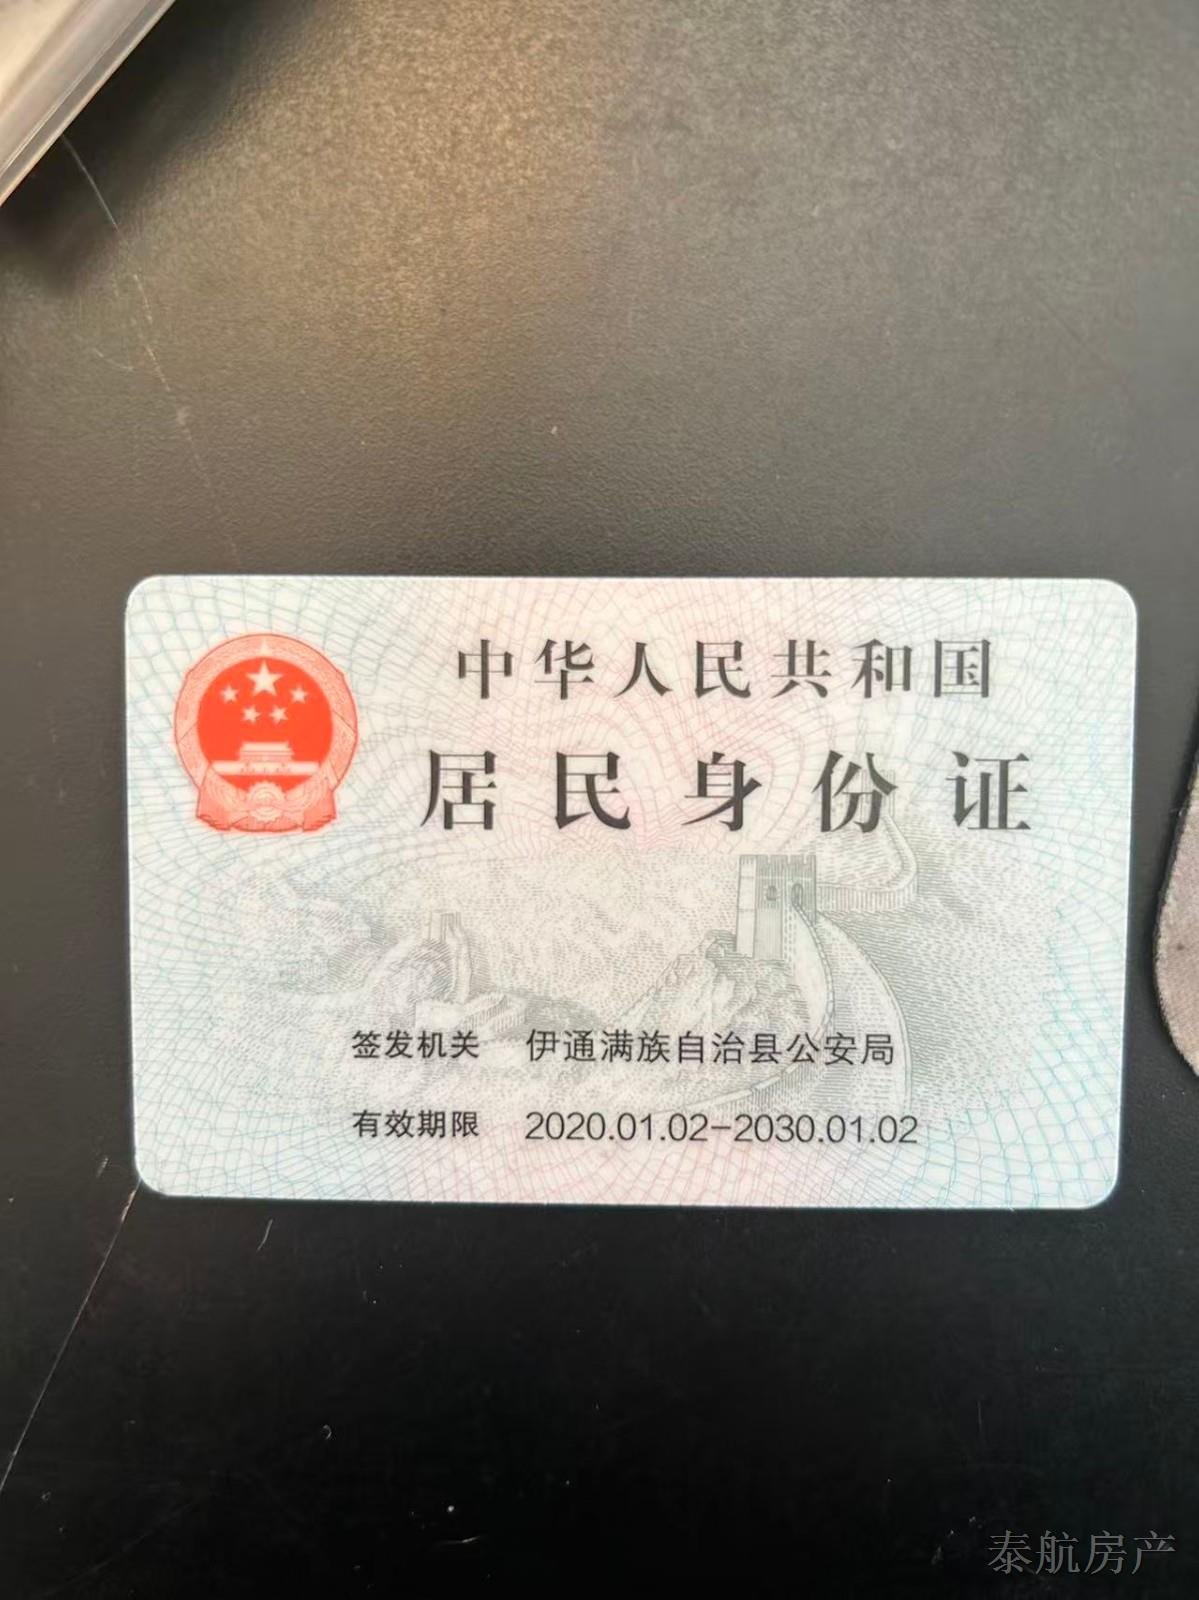 中华人民共和国
居民身份证
签发机关 伊通满族自治县公安局
有效期限 2020.01.02-2030.01.02
泰航房产